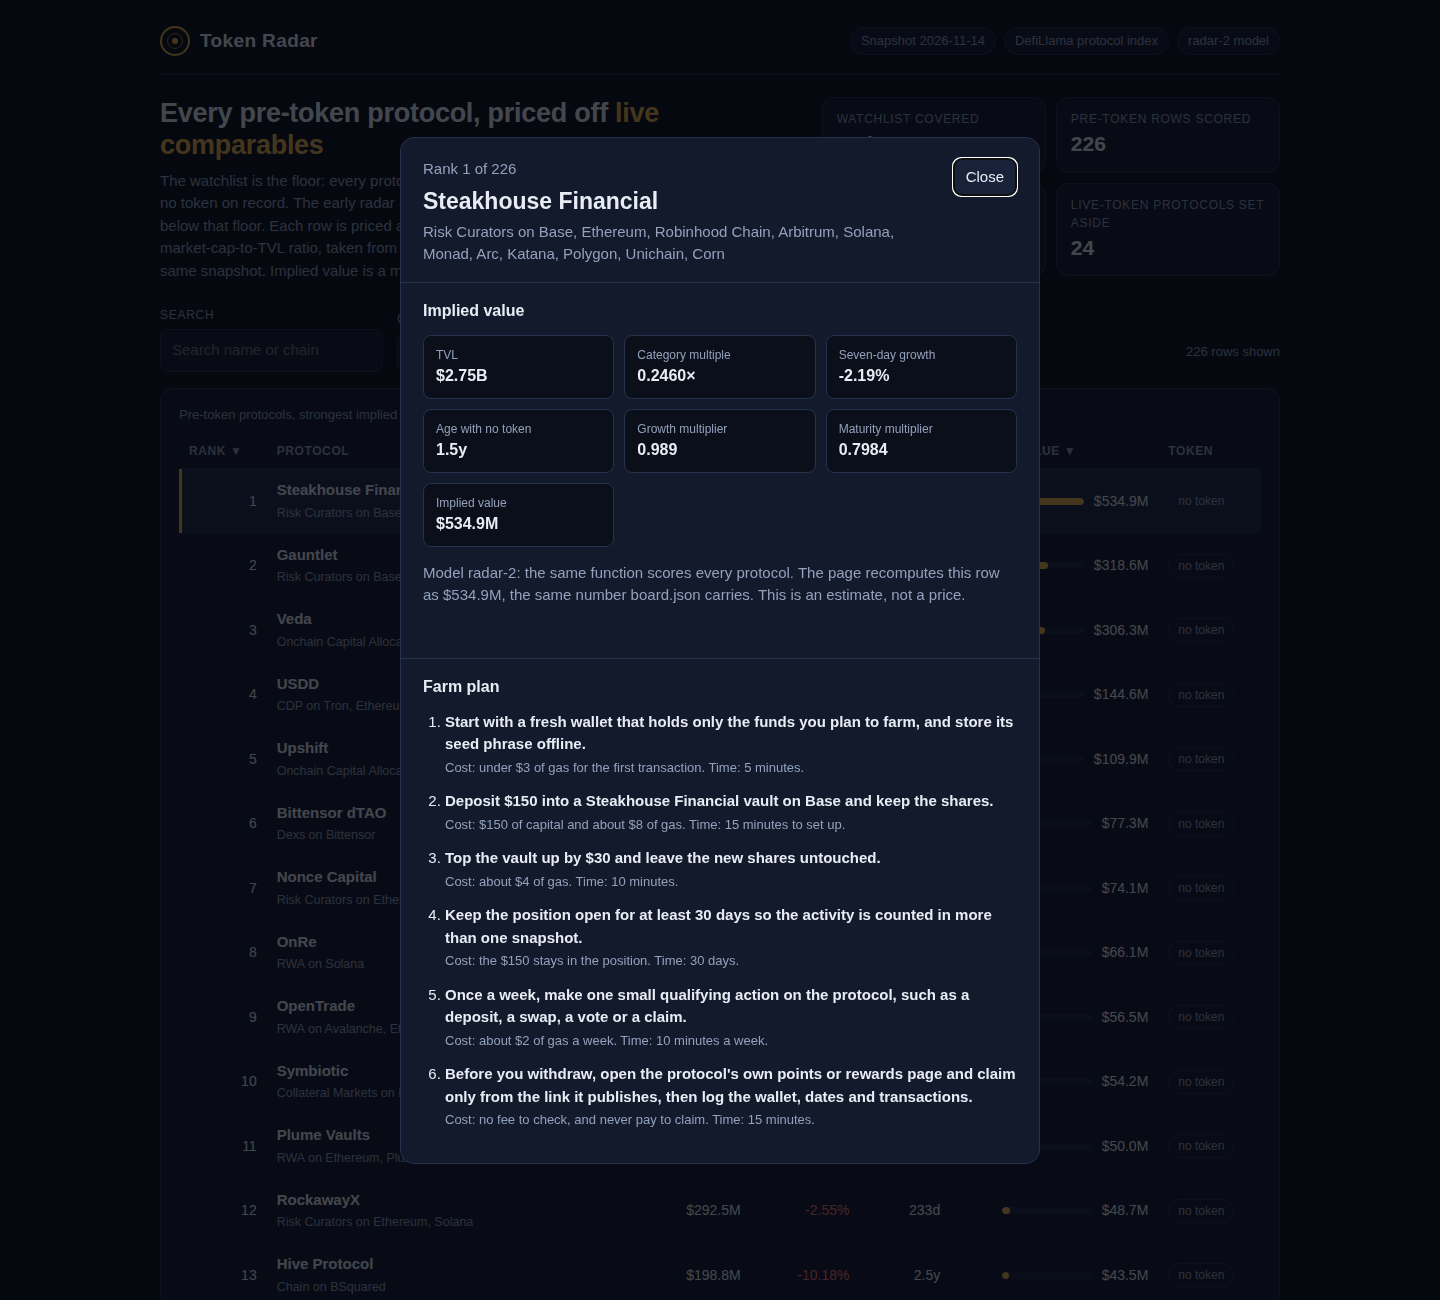 Token Radar
Snapshot 2026-11-14
DefiLlama protocol index
radar-2 model
Every pre-token protocol, priced off live
comparables
The watchlist is the floor: every
no token on record. The early radar
below that floor. Each row is priced
market-cap-to-TVL ratio, taken from
same snapshot. Implied value is a
WATCHLIST COVERED
PRE-TOKEN ROWS SCORED
226
LIVE-TOKEN PROTOCOLS SET
ASIDE
24
SEARCH
Search name or chain
226 rows shown
Pre-token protocols, strongest implied
RANK ▼
PROTOCOL
▼
TOKEN
1
Steakhouse
Risk Curators on Base
$534.9M
no token
2
Gauntlet
Risk Curators on Base
$318.6M
no token
3
Veda
Onchain Capital
$306.3M
no token
4
USDD
CDP on Tron,
$144.6M
no token
5
Upshift
Onchain Capital
$109.9M
no token
6
Bittensor dTAO
Dexs on Bittensor
$77.3M
no token
7
Nonce Capital
Risk Curators on
$74.1M
no token
8
OnRe
RWA on Solana
$66.1M
no token
9
OpenTrade
RWA on Avalanche,
$56.5M
no token
10
Symbiotic
Collateral Markets on
$54.2M
no token
11
Plume Vaults
RWA on Ethereum,
$50.0M
no token
12
RockawayX
Risk Curators on Ethereum, Solana
$292.5M
-2.55%
233d
$48.7M
no token
13
Hive Protocol
Chain on BSquared
$198.8M
-10.18%
2.5y
$43.5M
no token
Rank 1 of 226
Close
Steakhouse Financial
Risk Curators on Base, Ethereum, Robinhood Chain, Arbitrum, Solana,
Monad, Arc, Katana, Polygon, Unichain, Corn
Implied value
TVL
$2.75B
Category multiple
0.2460×
Seven-day growth
-2.19%
Age with no token
1.5y
Growth multiplier
0.989
Maturity multiplier
0.7984
Implied value
$534.9M
Model radar-2: the same function scores every protocol. The page recomputes this row
as $534.9M, the same number board.json carries. This is an estimate, not a price.
Farm plan
1. Start with a fresh wallet that holds only the funds you plan to farm, and store its
seed phrase offline.
Cost: under $3 of gas for the first transaction. Time: 5 minutes.
2. Deposit $150 into a Steakhouse Financial vault on Base and keep the shares.
Cost: $150 of capital and about $8 of gas. Time: 15 minutes to set up.
3. Top the vault up by $30 and leave the new shares untouched.
Cost: about $4 of gas. Time: 10 minutes.
4. Keep the position open for at least 30 days so the activity is counted in more
than one snapshot.
Cost: the $150 stays in the position. Time: 30 days.
5. Once a week, make one small qualifying action on the protocol, such as a
deposit, a swap, a vote or a claim.
Cost: about $2 of gas a week. Time: 10 minutes a week.
6. Before you withdraw, open the protocol's own points or rewards page and claim
only from the link it publishes, then log the wallet, dates and transactions.
Cost: no fee to check, and never pay to claim. Time: 15 minutes.